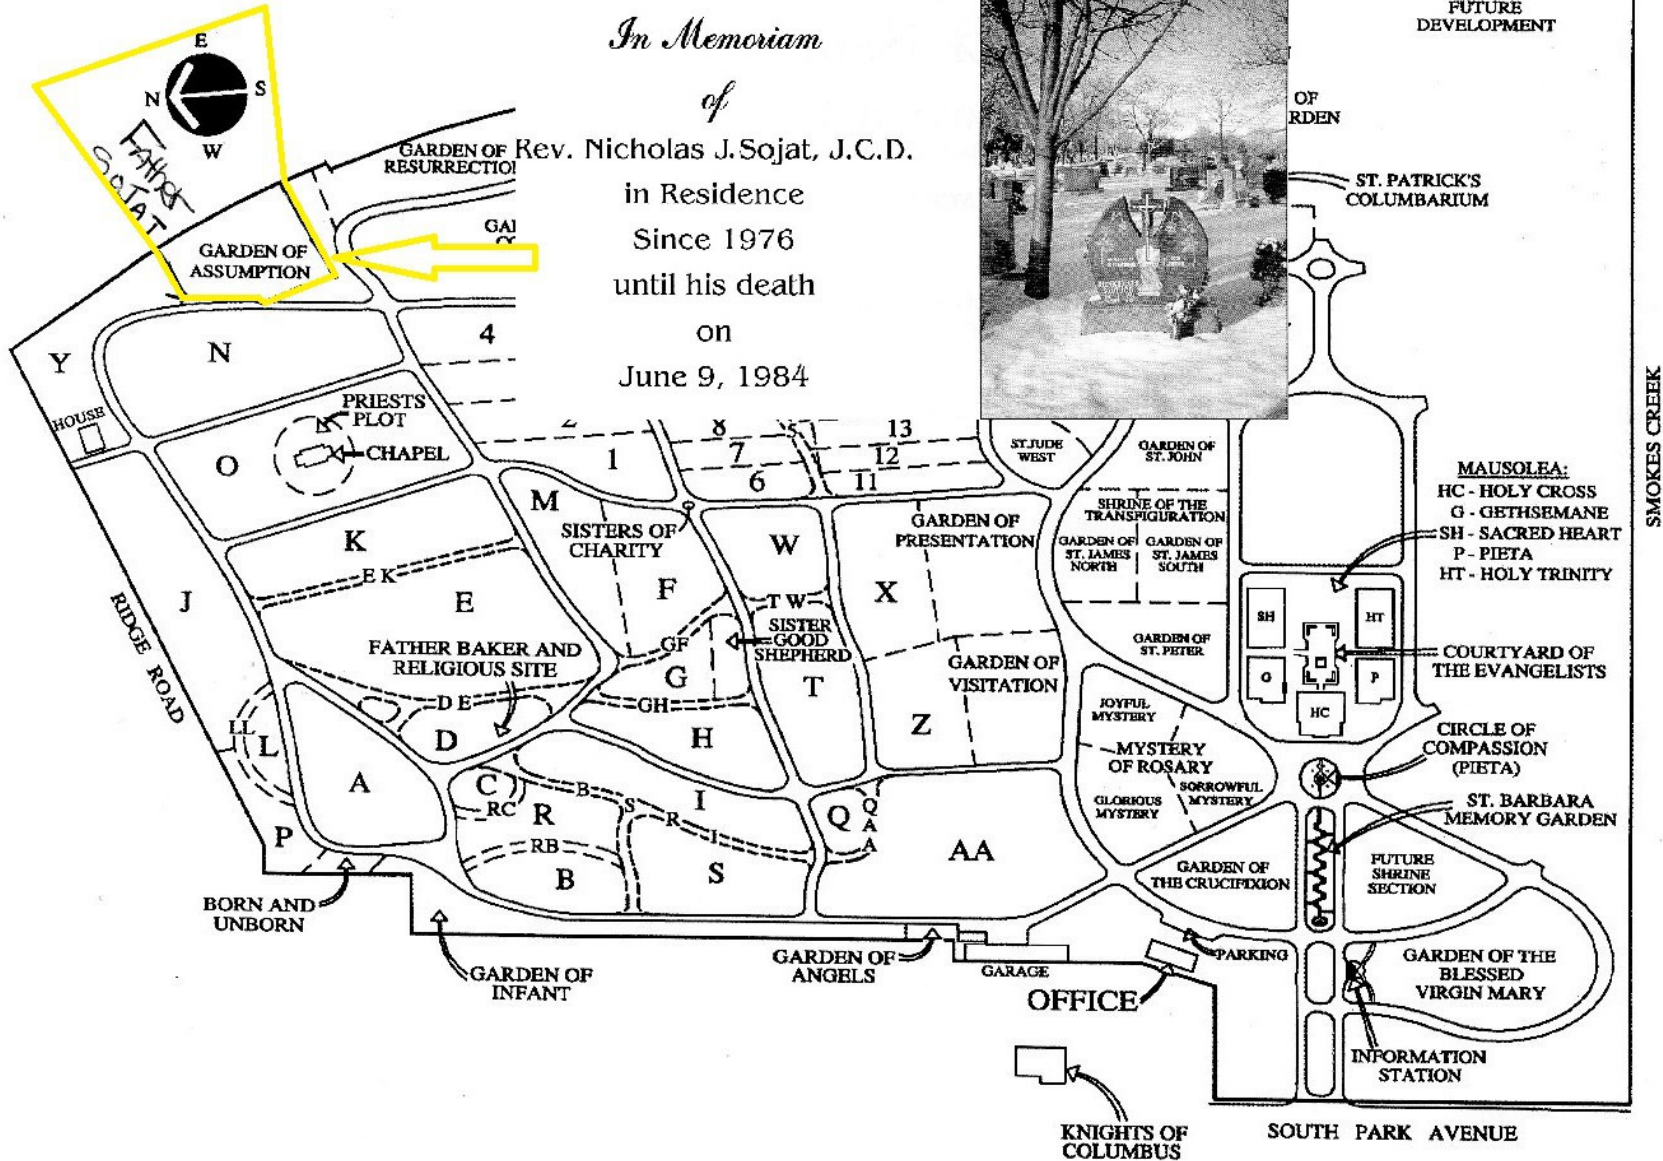 In Memoriam
of
Rev. Nicholas J. Sojat, J.C.D.
in Residence
Since 1976
until his death
on
June 9, 1984
E
N
S
W
Father
SOJAT
GARDEN OF
RESURRECTIO
GARDEN OF
ASSUMPTION
GA
FUTURE
DEVELOPMENT
OF
RDEN
ST. PATRICK'S
COLUMBARIUM
SMOKES CREEK
Y
N
4
HOUSE
PRIESTS
PLOT
CHAPEL
O
1
8
7
6
5
13
12
11
ST. JUDE
WEST
GARDEN OF
ST. JOHN
MAUSOLEA:
HC - HOLY CROSS
G - GETHSEMANE
SH - SACRED HEART
P - PIETA
HT - HOLY TRINITY
M
SISTERS OF
CHARITY
F
K
E K
E
J
RIDGE ROAD
W
GARDEN OF
PRESENTATION
X
SHRINE OF THE
TRANSFIGURATION
GARDEN OF
ST. JAMES
NORTH
GARDEN OF
ST. JAMES
SOUTH
T W
SISTER
GOOD
SHEPHERD
T
GF
G
GH
H
FATHER BAKER AND
RELIGIOUS SITE
D E
D
GARDEN OF
VISITATION
Z
GARDEN OF
ST. PETER
SH
HT
G
P
HC
COURTYARD OF
THE EVANGELISTS
JOYFUL
MYSTERY
MYSTERY
OF ROSARY
SORROWFUL
MYSTERY
GLORIOUS
MYSTERY
CIRCLE OF
COMPASSION
(PIETA)
ST. BARBARA
MEMORY GARDEN
LL
L
A
P
C
RC
R
RB
B
B
S
R
I
I
S
Q
Q
A
A
AA
GARDEN OF
THE CRUCIFIXION
FUTURE
SHRINE
SECTION
BORN AND
UNBORN
GARDEN OF
INFANT
GARDEN OF
ANGELS
GARAGE
OFFICE
PARKING
GARDEN OF THE
BLESSED
VIRGIN MARY
INFORMATION
STATION
KNIGHTS OF
COLUMBUS
SOUTH PARK AVENUE